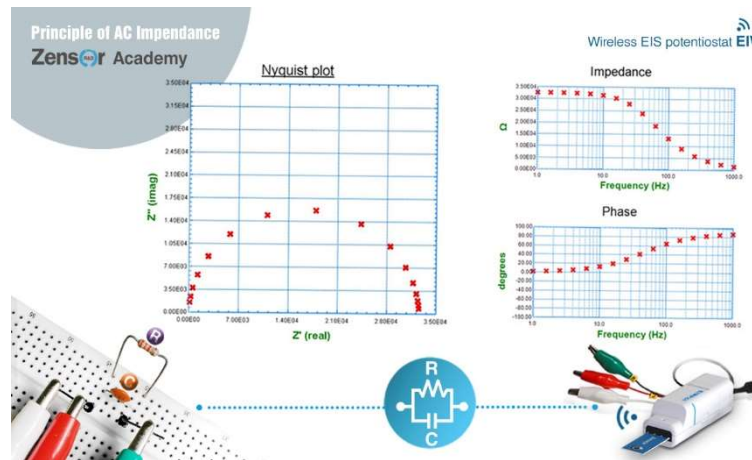 Principle of AC Impendance
Zensor Academy
Wireless EIS potentiostat
Nyquist plot
3.50E04
3.15E04
2.80E04
2.45E04
2.10E04
1.75E04
1.40E04
1.05E04
7.00E03
3.50E03
0.00E00
Z'' (imag)
0.00E00 7.00E03 1.40E04 2.10E04 2.80E04 3.50E04
Z' (real)
Impedance
3.50E04
3.00E04
2.50E04
2.00E04
1.50E04
1.00E04
5.50E03
0.00E00
Ω
1.0 10.0 100.0 1000.0
Frequency (Hz)
Phase
100.00
80.00
60.00
40.00
20.00
0.00
-20.00
-40.00
-60.00
-80.00
-100.00
degrees
1.0 10.0 100.0 1000.0
Frequency (Hz)
R
C
R
C